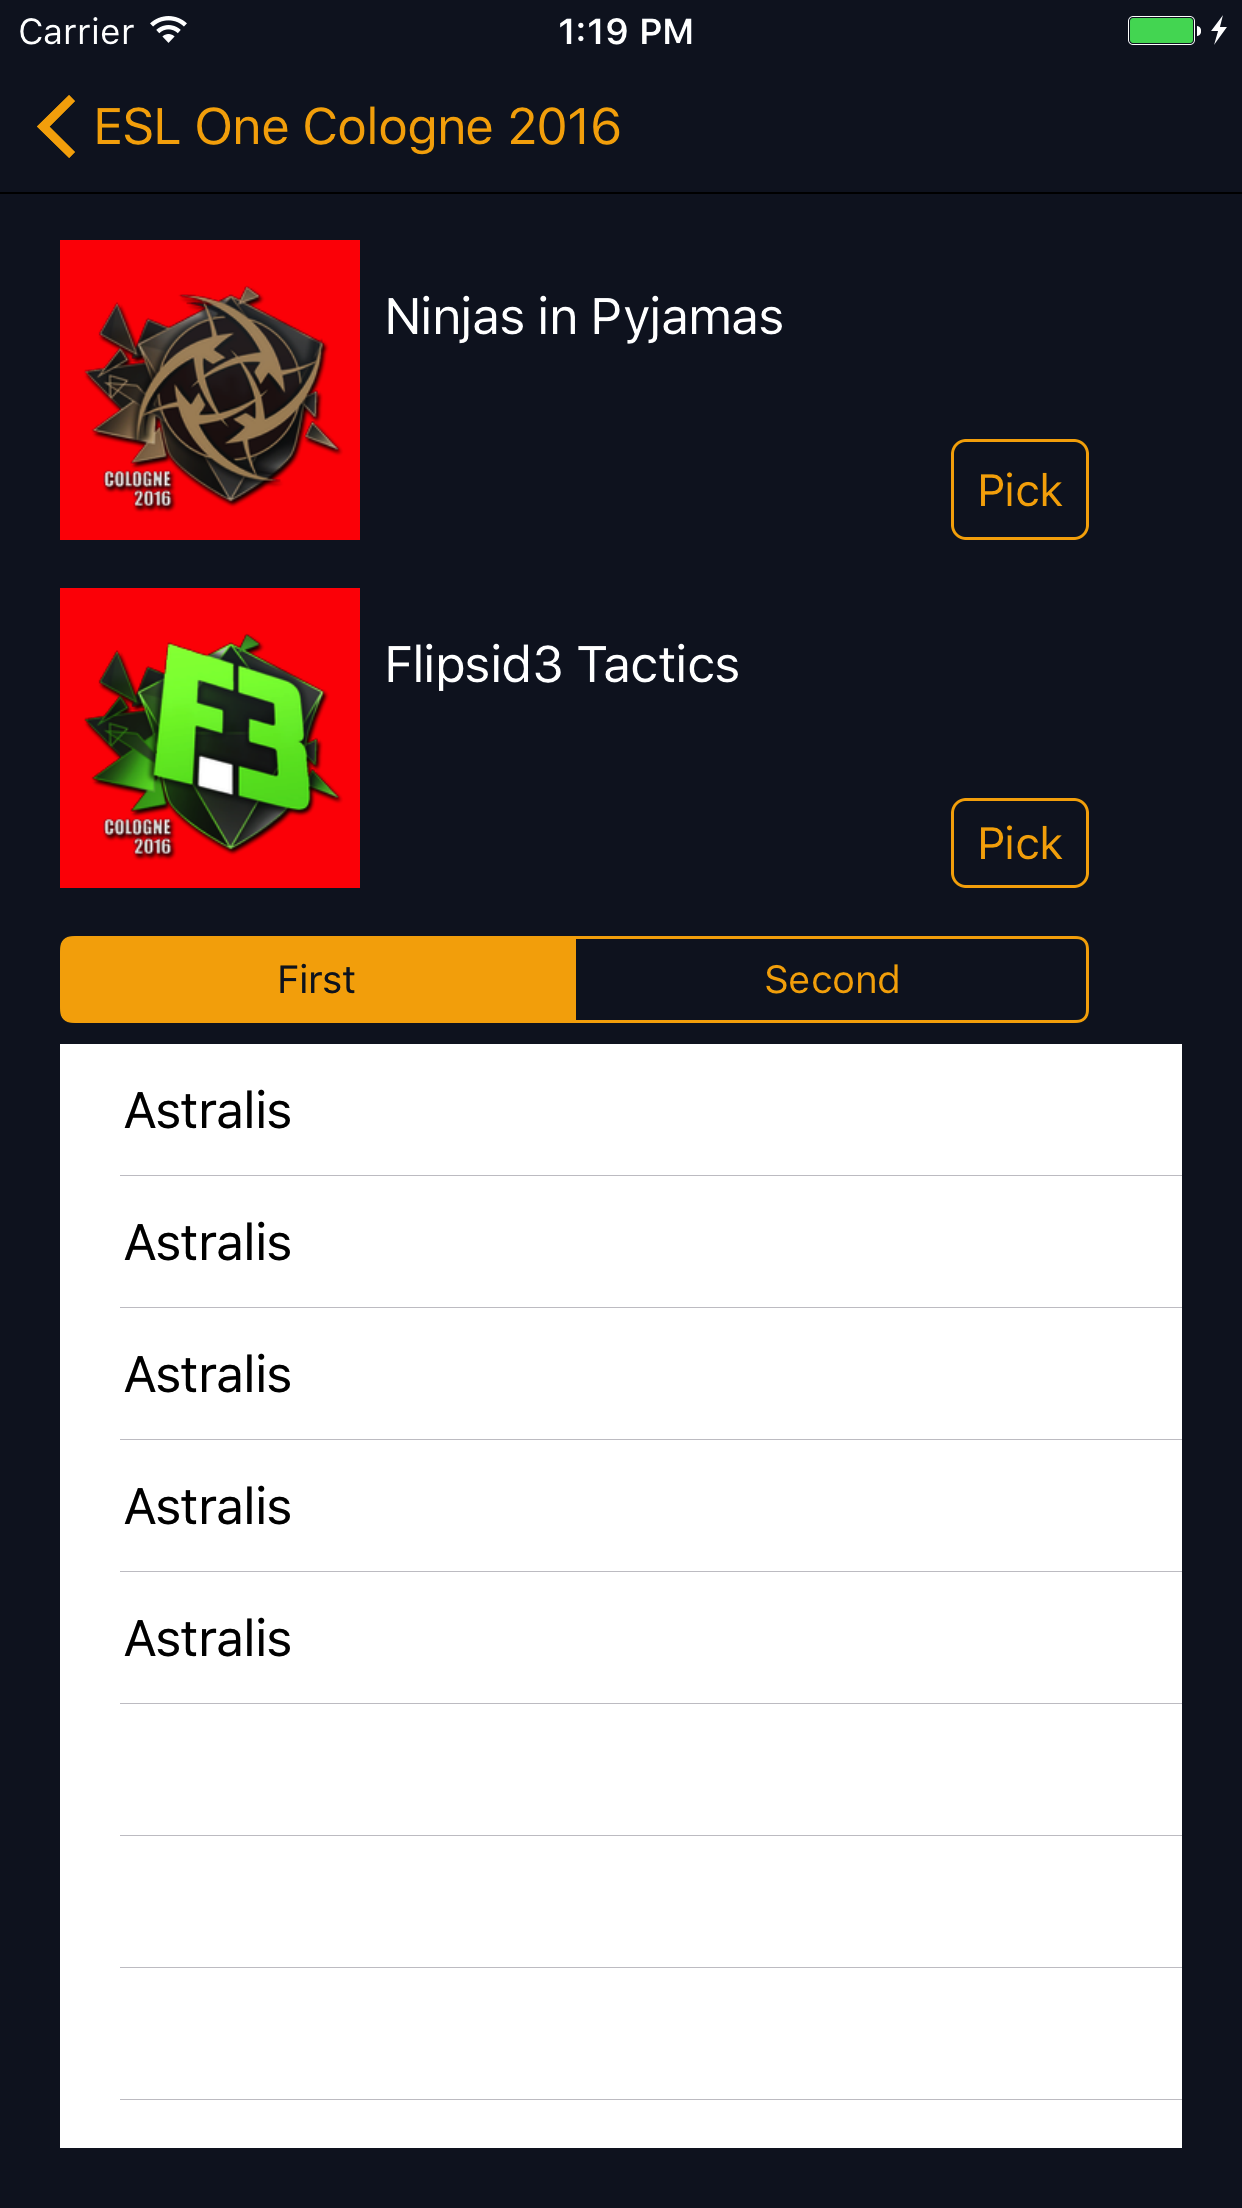 Carrier 1:19 PM
ESL One Cologne 2016
Ninjas in Pyjamas
COLOGNE
2016
Pick
Flipsid3 Tactics
F3
COLOGNE
2016
Pick
First Second
Astralis
Astralis
Astralis
Astralis
Astralis